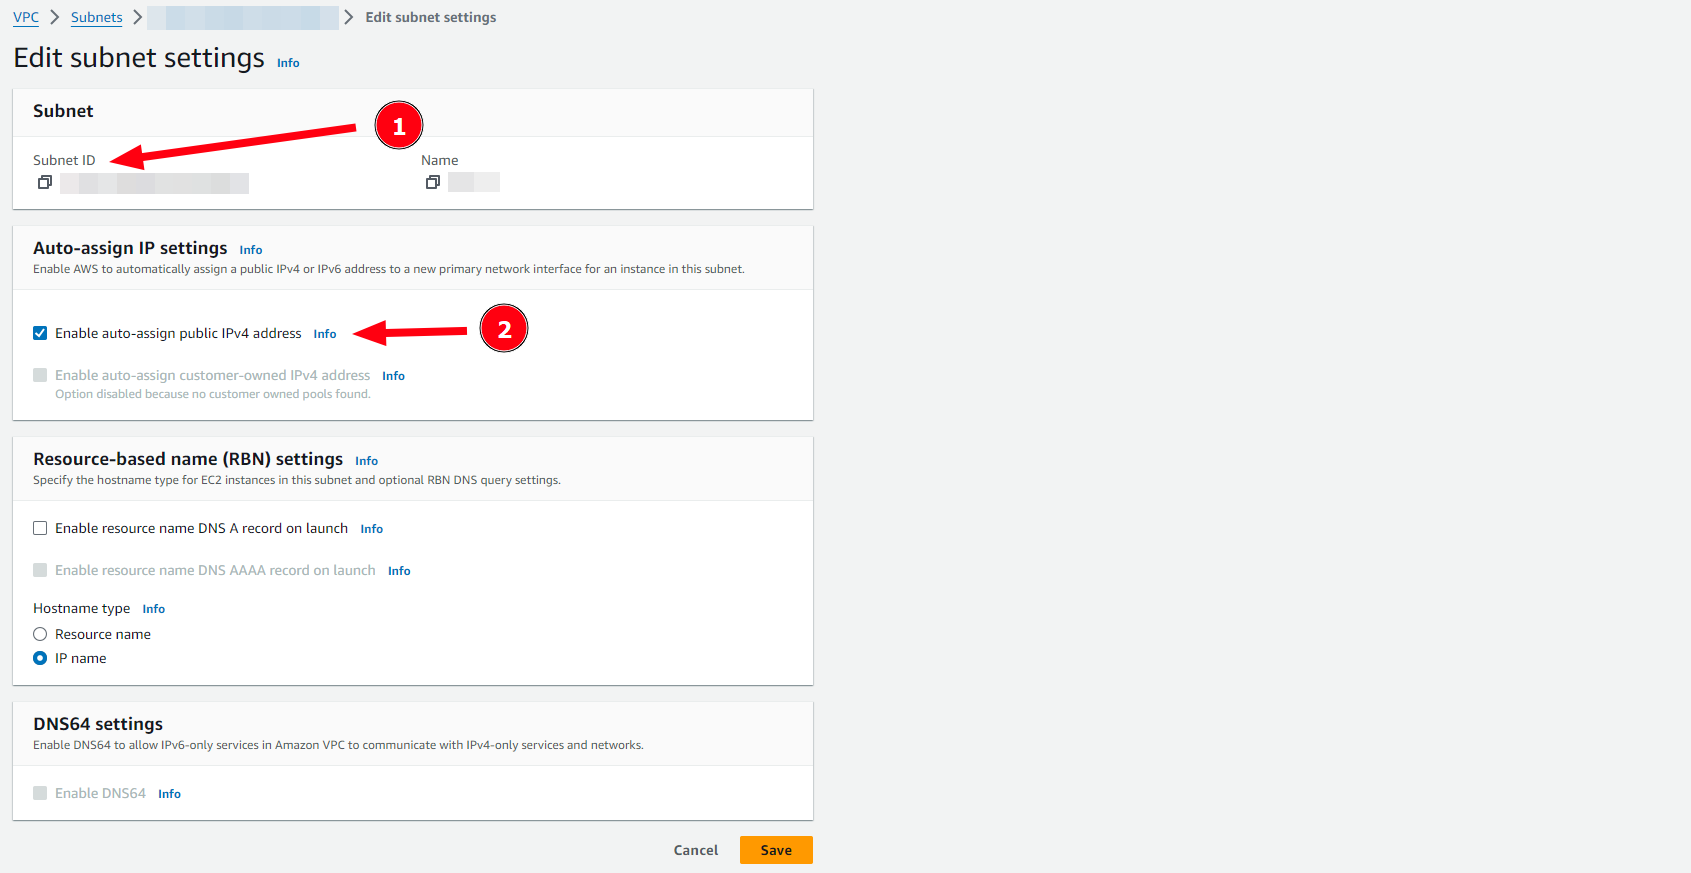 VPC > Subnets > > Edit subnet settings
Edit subnet settings Info
Subnet
1
Subnet ID
Name
Auto-assign IP settings Info
Enable AWS to automatically assign a public IPv4 or IPv6 address to a new primary network interface for an instance in this subnet.
Enable auto-assign public IPv4 address Info
2
Enable auto-assign customer-owned IPv4 address Info
Option disabled because no customer owned pools found.
Resource-based name (RBN) settings Info
Specify the hostname type for EC2 instances in this subnet and optional RBN DNS query settings.
Enable resource name DNS A record on launch Info
Enable resource name DNS AAAA record on launch Info
Hostname type Info
Resource name
IP name
DNS64 settings
Enable DNS64 to allow IPv6-only services in Amazon VPC to communicate with IPv4-only services and networks.
Enable DNS64 Info
Cancel Save